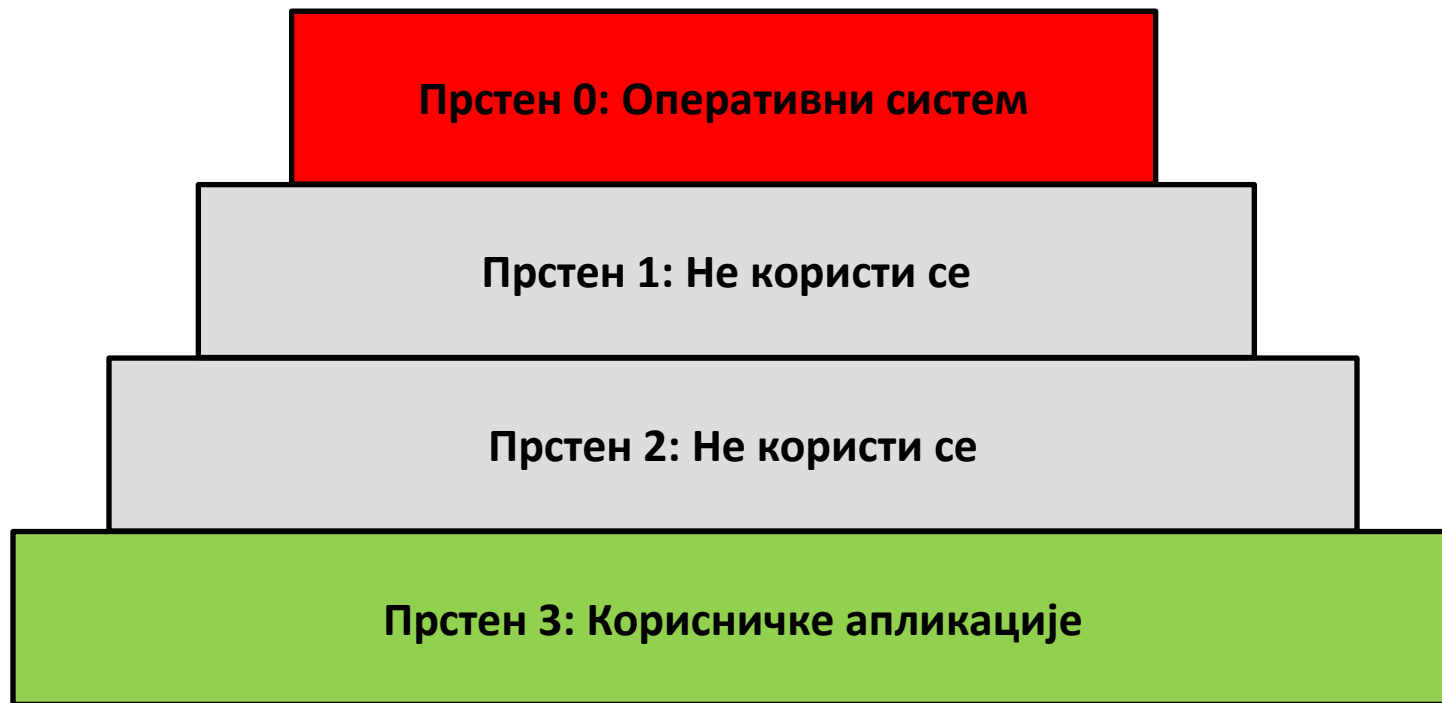 Прстен 0: Оперативни систем
Прстен 1: Не користи се
Прстен 2: Не користи се
Прстен 3: Корисничке апликације